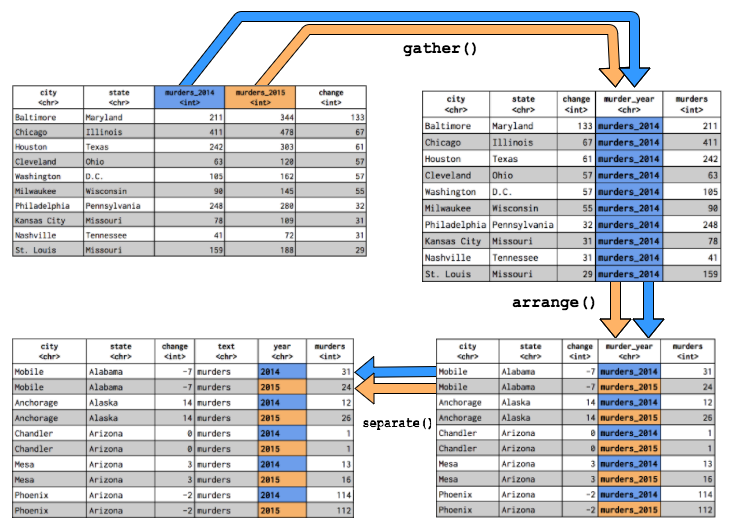 gather()
city state murders_2014 murders_2015 change
<chr> <chr> <int> <int> <int>
Baltimore Maryland 211 344 133
Chicago Illinois 411 478 67
Houston Texas 242 303 61
Cleveland Ohio 63 120 57
Washington D.C. 105 162 57
Milwaukee Wisconsin 90 145 55
Philadelphia Pennsylvania 248 280 32
Kansas City Missouri 78 109 31
Nashville Tennessee 41 72 31
St. Louis Missouri 159 188 29
city state change murder_year murders
<chr> <chr> <int> <chr> <int>
Baltimore Maryland 133 murders_2014 211
Chicago Illinois 67 murders_2014 411
Houston Texas 61 murders_2014 242
Cleveland Ohio 57 murders_2014 63
Washington D.C. 57 murders_2014 105
Milwaukee Wisconsin 55 murders_2014 90
Philadelphia Pennsylvania 32 murders_2014 248
Kansas City Missouri 31 murders_2014 78
Nashville Tennessee 31 murders_2014 41
St. Louis Missouri 29 murders_2014 159
arrange()
city state change text year murders
<chr> <chr> <int> <chr> <chr> <int>
Mobile Alabama -7 murders 2014 31
Mobile Alabama -7 murders 2015 24
Anchorage Alaska 14 murders 2014 12
Anchorage Alaska 14 murders 2015 26
Chandler Arizona 0 murders 2014 1
Chandler Arizona 0 murders 2015 1
Mesa Arizona 3 murders 2014 13
Mesa Arizona 3 murders 2015 16
Phoenix Arizona -2 murders 2014 114
Phoenix Arizona -2 murders 2015 112
separate()
city state change murder_year murders
<chr> <chr> <int> <chr> <int>
Mobile Alabama -7 murders_2014 31
Mobile Alabama -7 murders_2015 24
Anchorage Alaska 14 murders_2014 12
Anchorage Alaska 14 murders_2015 26
Chandler Arizona 0 murders_2014 1
Chandler Arizona 0 murders_2015 1
Mesa Arizona 3 murders_2014 13
Mesa Arizona 3 murders_2015 16
Phoenix Arizona -2 murders_2014 114
Phoenix Arizona -2 murders_2015 112